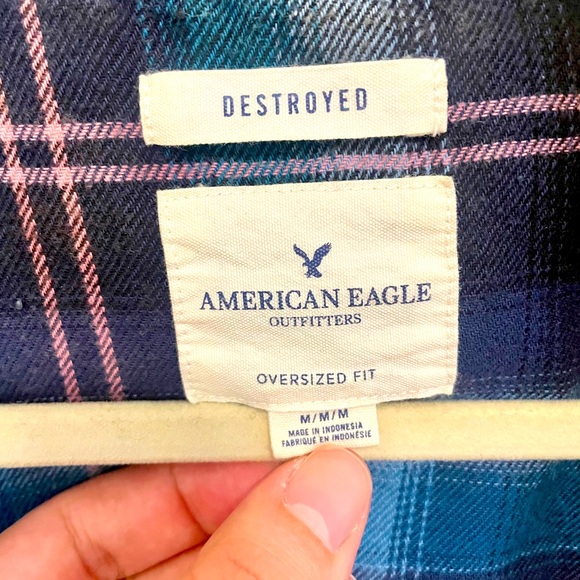 DESTROYED
AMERICAN EAGLE
OUTFITTERS
OVERSIZED FIT
M/M/M
MADE IN INDONESIA
FABRIQUÉ EN INDONÉSIE